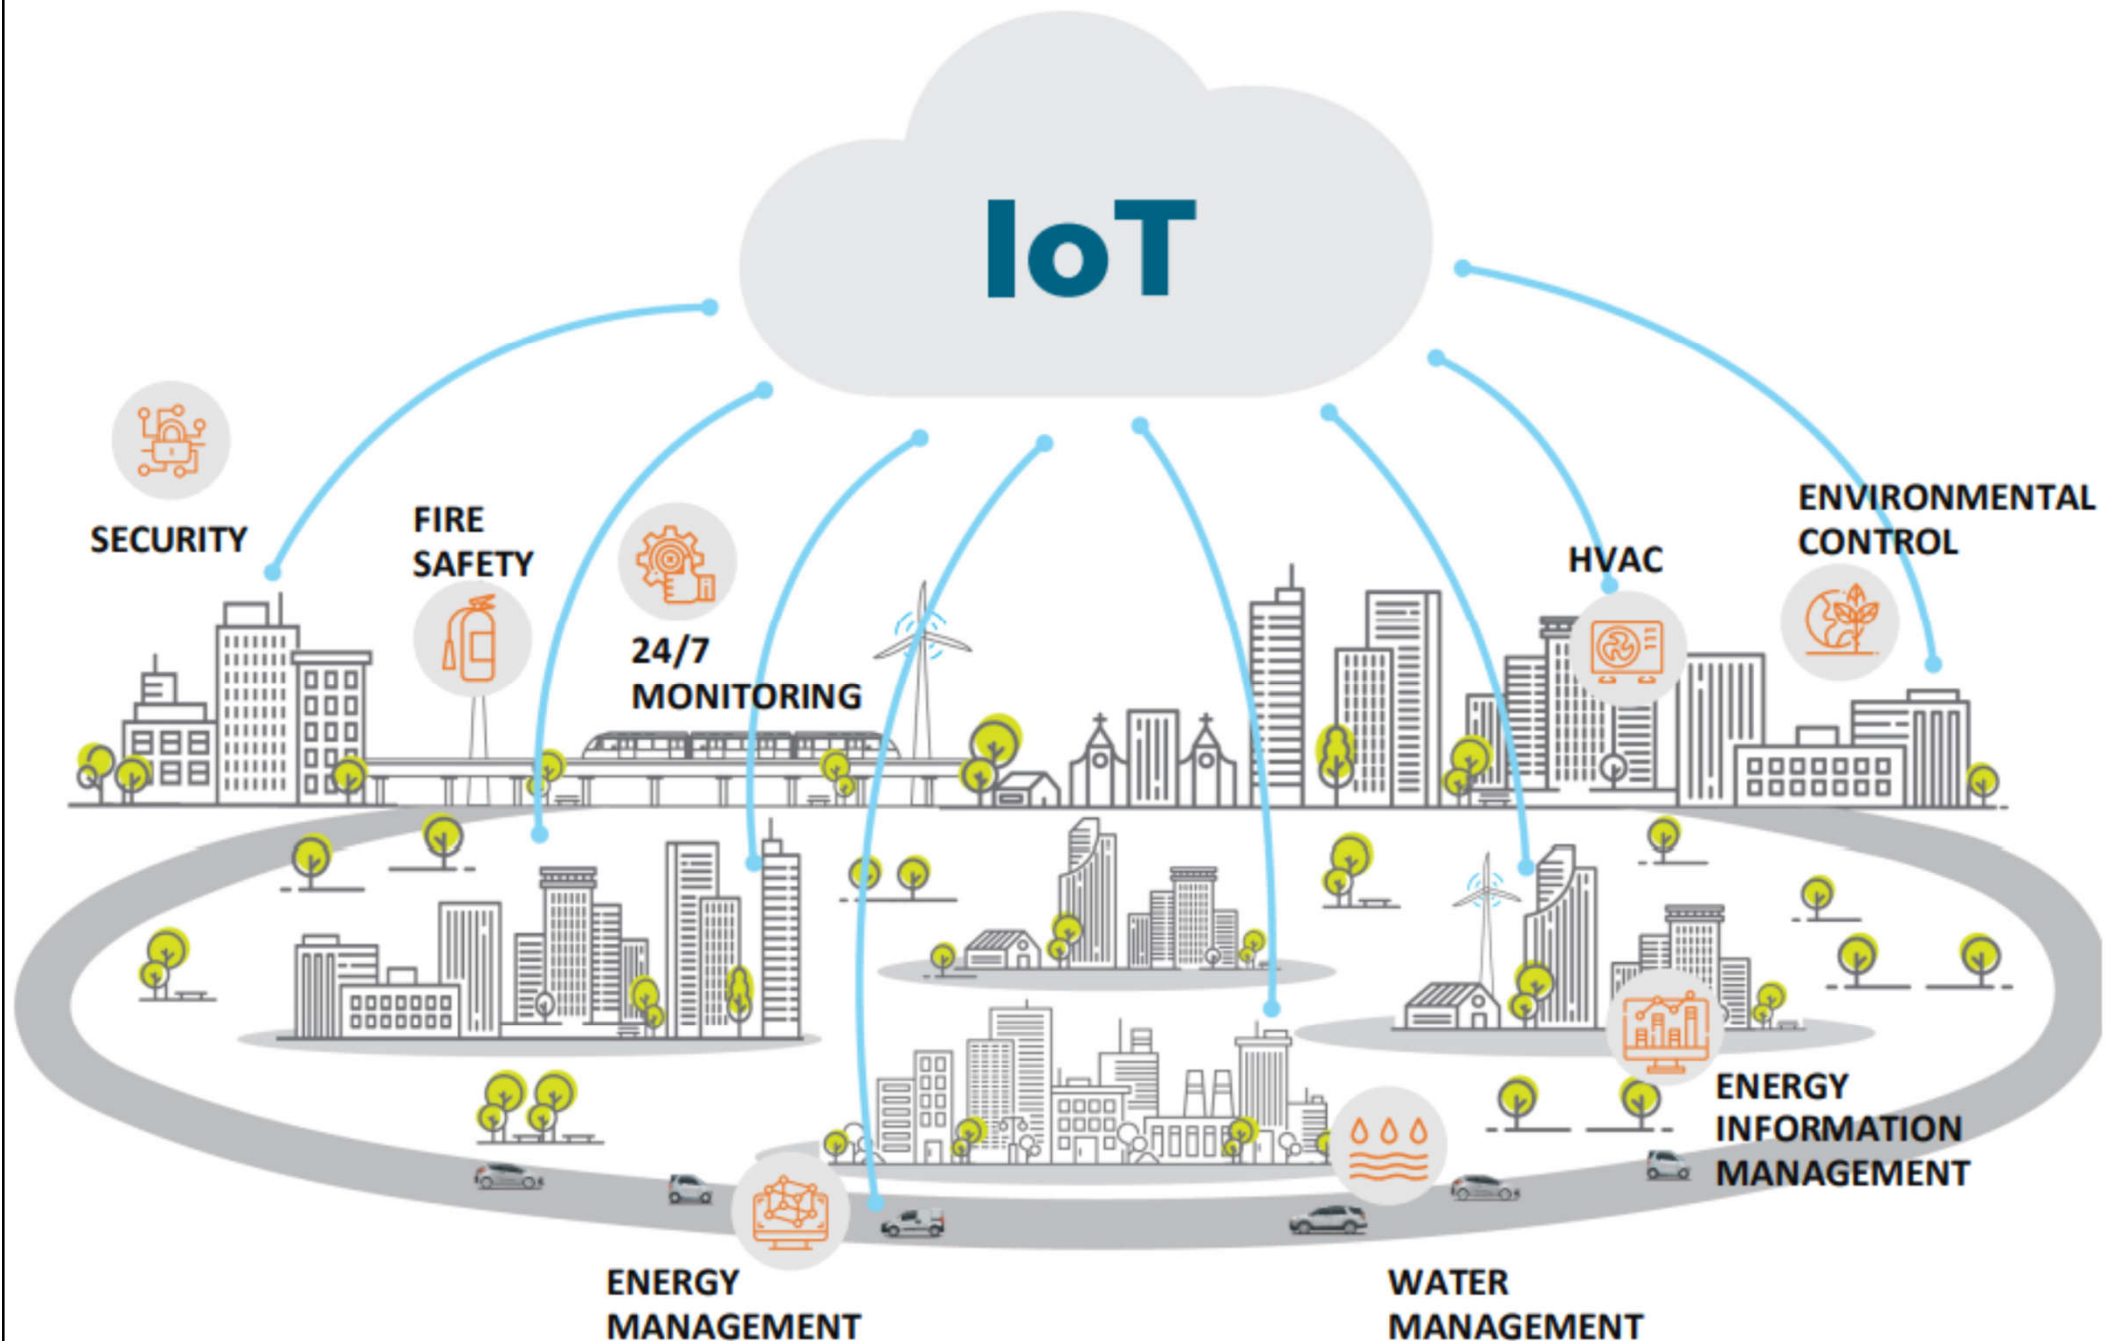 IoT
SECURITY
FIRE
SAFETY
24/7
MONITORING
HVAC
ENVIRONMENTAL
CONTROL
ENERGY
INFORMATION
MANAGEMENT
ENERGY
MANAGEMENT
WATER
MANAGEMENT